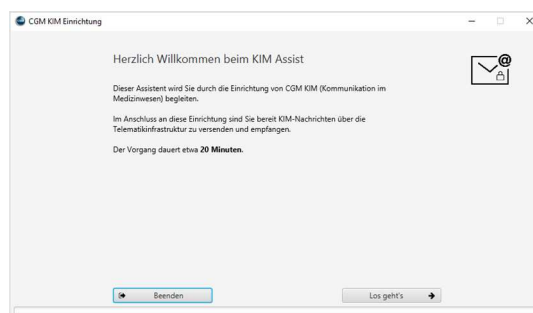 CGM KIM Einrichtung
Herzlich Willkommen beim KIM Assist
Dieser Assistent wird Sie durch die Einrichtung von CGM KIM (Kommunikation im
Medizinwesen) begleiten.
Im Anschluss an diese Einrichtung sind Sie bereit KIM-Nachrichten über die
Telematikinfrastruktur zu versenden und empfangen.
Der Vorgang dauert etwa 20 Minuten.
Beenden
Los geht's